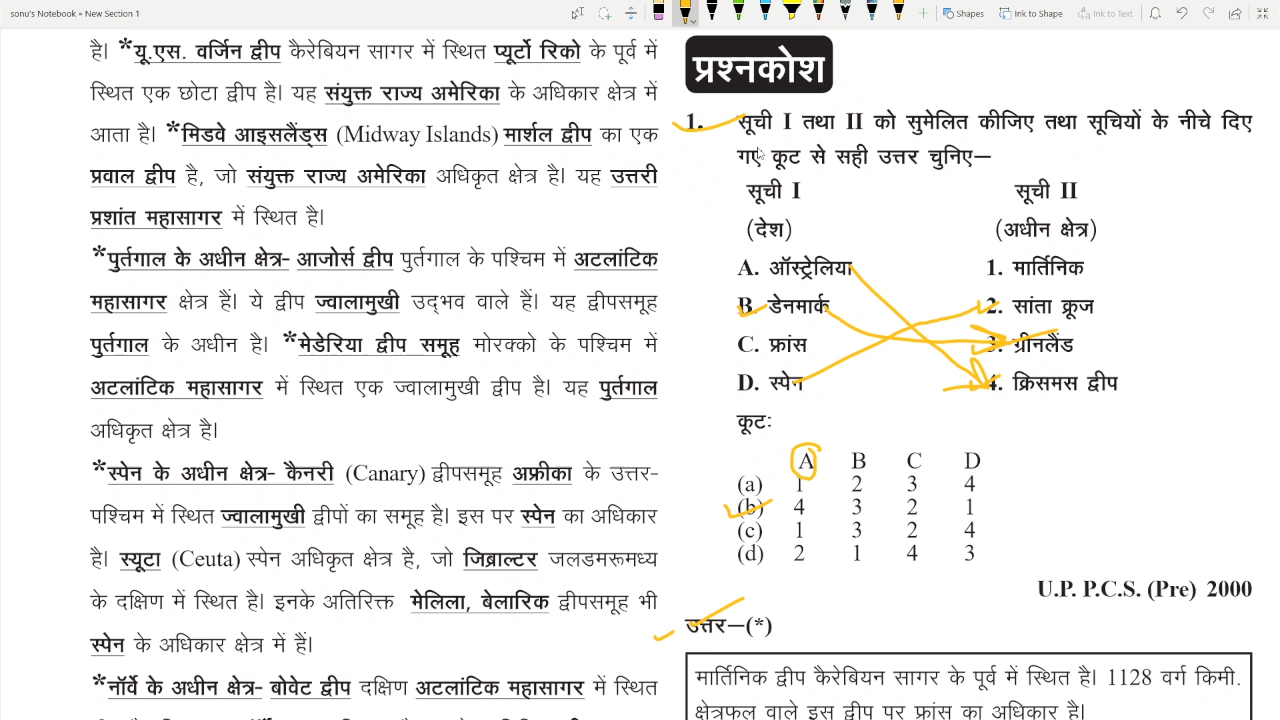 sonu's Notebook » New Section 1
Shapes
Ink to Shape
Ink to Text
है। *यू.एस. वर्जिन द्वीप कैरेबियन सागर में स्थित प्यूर्टो रिको के पूर्व में
स्थित एक छोटा द्वीप है। यह संयुक्त राज्य अमेरिका के अधिकार क्षेत्र में
आता है। *मिडवे आइसलैंड्स (Midway Islands) मार्शल द्वीप का एक
प्रवाल द्वीप है, जो संयुक्त राज्य अमेरिका अधिकृत क्षेत्र है। यह उत्तरी
प्रशांत महासागर में स्थित है।
*पुर्तगाल के अधीन क्षेत्र- आजोर्स द्वीप पुर्तगाल के पश्चिम में अटलांटिक
महासागर क्षेत्र हैं। ये द्वीप ज्वालामुखी उद्भव वाले हैं। यह द्वीपसमूह
पुर्तगाल के अधीन है। *मेडेरिया द्वीप समूह मोरक्को के पश्चिम में
अटलांटिक महासागर में स्थित एक ज्वालामुखी द्वीप है। यह पुर्तगाल
अधिकृत क्षेत्र है।
*स्पेन के अधीन क्षेत्र- कैनरी (Canary) द्वीपसमूह अफ्रीका के उत्तर-
पश्चिम में स्थित ज्वालामुखी द्वीपों का समूह है। इस पर स्पेन का अधिकार
है। स्यूटा (Ceuta) स्पेन अधिकृत क्षेत्र है, जो जिब्राल्टर जलडमरूमध्य
के दक्षिण में स्थित है। इनके अतिरिक्त मेलिला, बेलारिक द्वीपसमूह भी
स्पेन के अधिकार क्षेत्र में हैं।
*नॉर्वे के अधीन क्षेत्र- बोवेट द्वीप दक्षिण अटलांटिक महासागर में स्थित
प्रश्नकोश
1. सूची I तथा II को सुमेलित कीजिए तथा सूचियों के नीचे दिए
गए कूट से सही उत्तर चुनिए–
सूची I सूची II
(देश) (अधीन क्षेत्र)
A. ऑस्ट्रेलिया 1. मार्तिनिक
B. डेनमार्क 2. सांता क्रूज
C. फ्रांस 3. ग्रीनलैंड
D. स्पेन 4. क्रिसमस द्वीप
कूटः
A B C D
(a) 1 2 3 4
(b) 4 3 2 1
(c) 1 3 2 4
(d) 2 1 4 3
U.P. P.C.S. (Pre) 2000
उत्तर–(*)
मार्तिनिक द्वीप कैरेबियन सागर के पूर्व में स्थित है। 1128 वर्ग किमी.
क्षेत्रफल वाले इस द्वीप पर फ्रांस का अधिकार है।